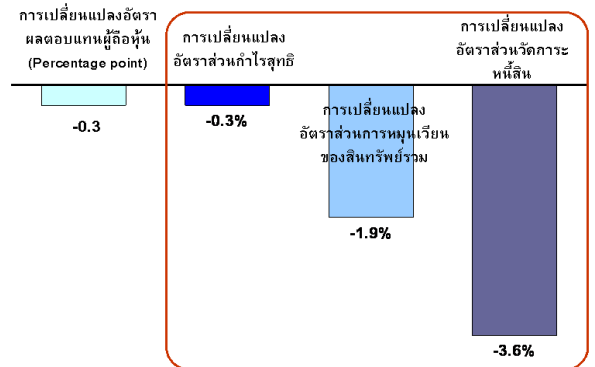 การเปลี่ยนแปลงอัตรา
ผลตอบแทนผู้ถือหุ้น
(Percentage point)
-0.3
การเปลี่ยนแปลง
อัตราส่วนกำไรสุทธิ
-0.3%
การเปลี่ยนแปลง
อัตราส่วนการหมุนเวียน
ของสินทรัพย์รวม
-1.9%
การเปลี่ยนแปลง
อัตราส่วนวัดภาระ
หนี้สิน
-3.6%